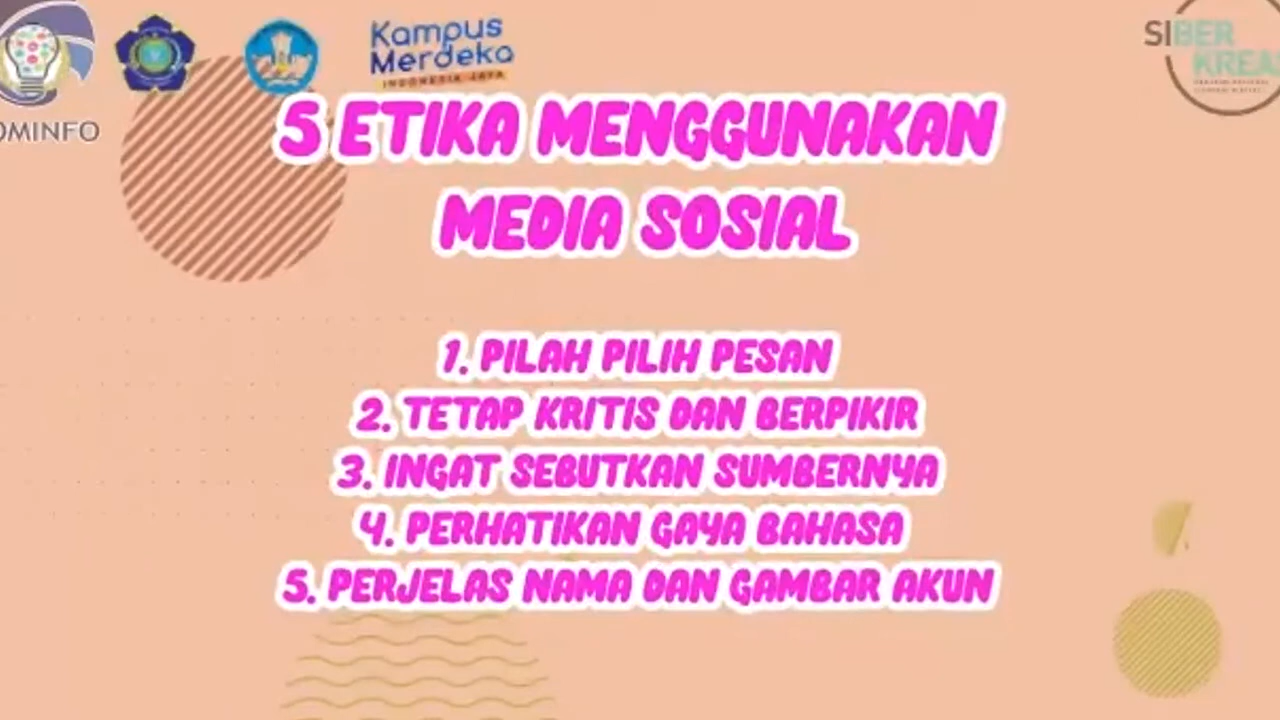 Kampus
Merdeka
INDONESIA JAYA
SIBER
KREAS
OMINFO
5 ETIKA MENGGUNAKAN
MEDIA SOSIAL
1. PILAH PILIH PESAN
2. TETAP KRITIS DAN BERPIKIR
3. INGAT SEBUTKAN SUMBERNYA
4. PERHATIKAN GAYA BAHASA
5. PERJELAS NAMA DAN GAMBAR AKUN